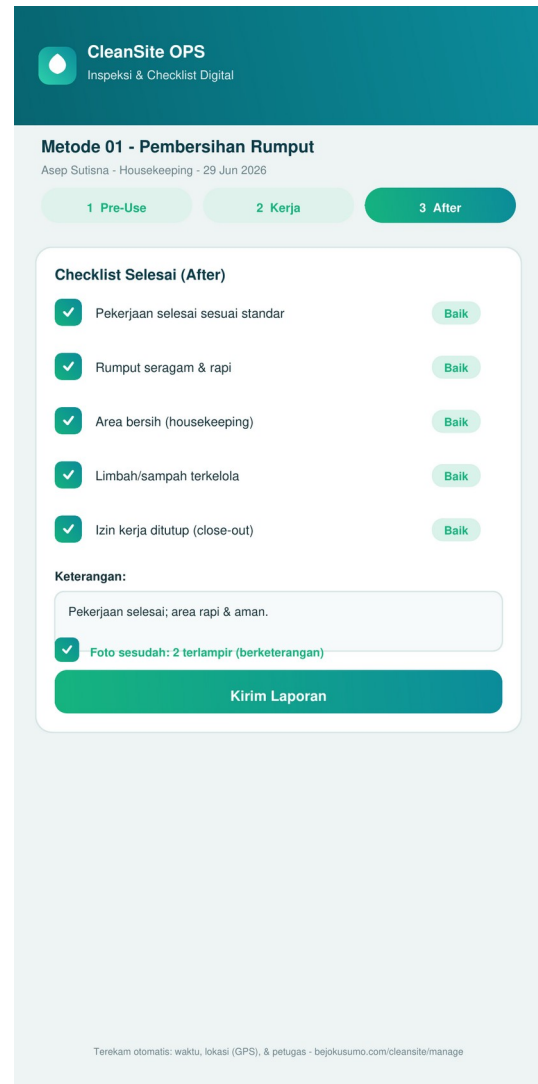 CleanSite OPS
Inspeksi & Checklist Digital
Metode 01 - Pembersihan Rumput
Asep Sutisna - Housekeeping - 29 Jun 2026
1 Pre-Use
2 Kerja
3 After
Checklist Selesai (After)
Pekerjaan selesai sesuai standar
Baik
Rumput seragam & rapi
Baik
Area bersih (housekeeping)
Baik
Limbah/sampah terkelola
Baik
Izin kerja ditutup (close-out)
Baik
Keterangan:
Pekerjaan selesai; area rapi & aman.
Foto sesudah: 2 terlampir (berketerangan)
Kirim Laporan
Terekam otomatis: waktu, lokasi (GPS), & petugas - bejokusumo.com/cleansite/manage